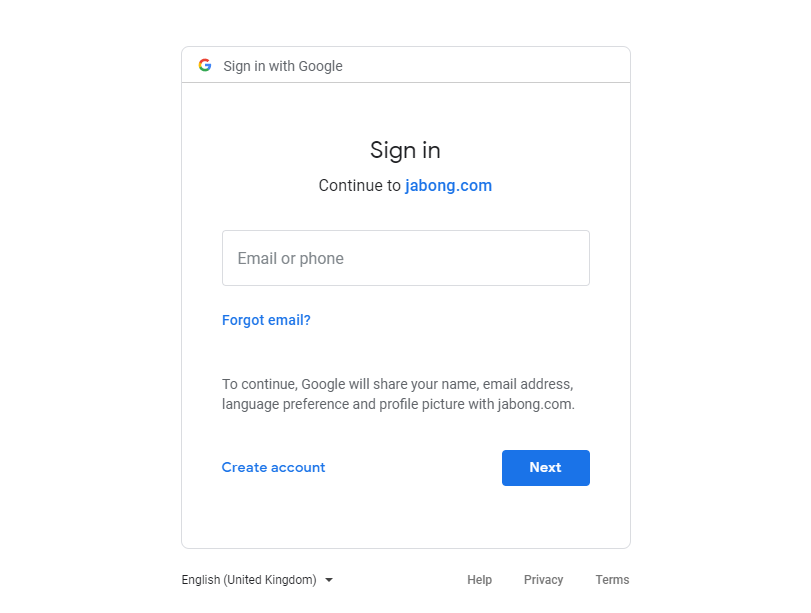 Sign in with Google
Sign in
Continue to jabong.com
Email or phone
Forgot email?
To continue, Google will share your name, email address,
language preference and profile picture with jabong.com.
Create account
Next
English (United Kingdom)
Help
Privacy
Terms